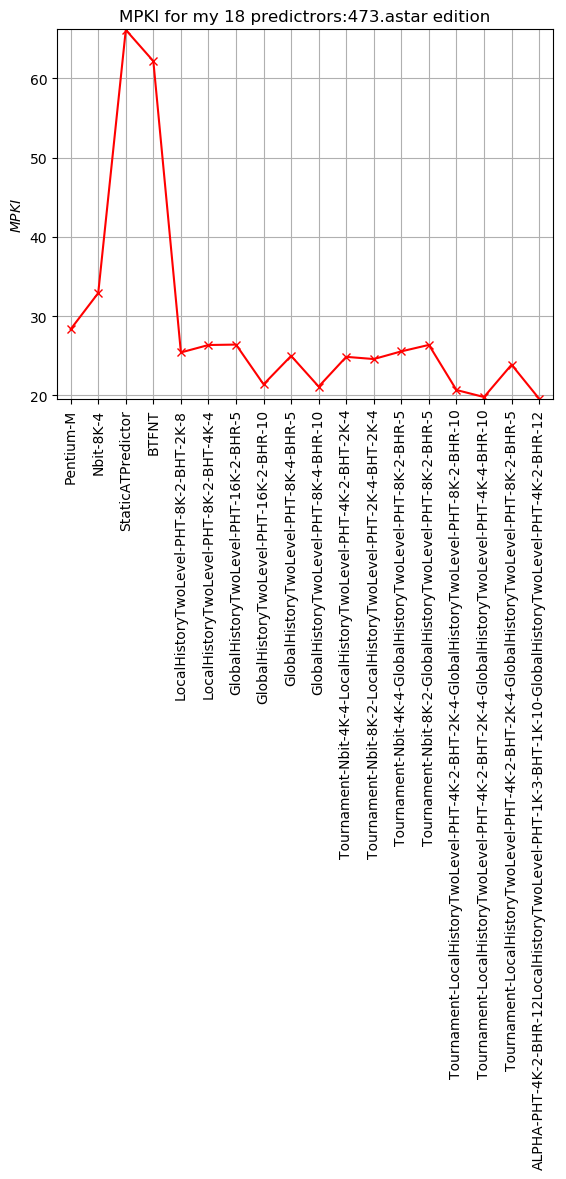 MPKI for my 18 predictrors:473.astar edition
MPKI
60
50
40
30
20
Pentium-M
Nbit-8K-4
StaticATPredictor
BTFNT
LocalHistoryTwoLevel-PHT-8K-2-BHT-2K-8
LocalHistoryTwoLevel-PHT-8K-2-BHT-4K-4
GlobalHistoryTwoLevel-PHT-16K-2-BHR-5
GlobalHistoryTwoLevel-PHT-16K-2-BHR-10
GlobalHistoryTwoLevel-PHT-8K-4-BHR-5
GlobalHistoryTwoLevel-PHT-8K-4-BHR-10
Tournament-Nbit-4K-4-LocalHistoryTwoLevel-PHT-4K-2-BHT-2K-4
Tournament-Nbit-8K-2-LocalHistoryTwoLevel-PHT-2K-4-BHT-2K-4
Tournament-Nbit-4K-4-GlobalHistoryTwoLevel-PHT-8K-2-BHR-5
Tournament-Nbit-8K-2-GlobalHistoryTwoLevel-PHT-8K-2-BHR-5
Tournament-LocalHistoryTwoLevel-PHT-4K-2-BHT-2K-4-GlobalHistoryTwoLevel-PHT-8K-2-BHR-10
Tournament-LocalHistoryTwoLevel-PHT-4K-2-BHT-2K-4-GlobalHistoryTwoLevel-PHT-4K-4-BHR-10
Tournament-LocalHistoryTwoLevel-PHT-4K-2-BHT-2K-4-GlobalHistoryTwoLevel-PHT-8K-2-BHR-5
ALPHA-PHT-4K-2-BHR-12LocalHistoryTwoLevel-PHT-1K-3-BHT-1K-10-GlobalHistoryTwoLevel-PHT-4K-2-BHR-12